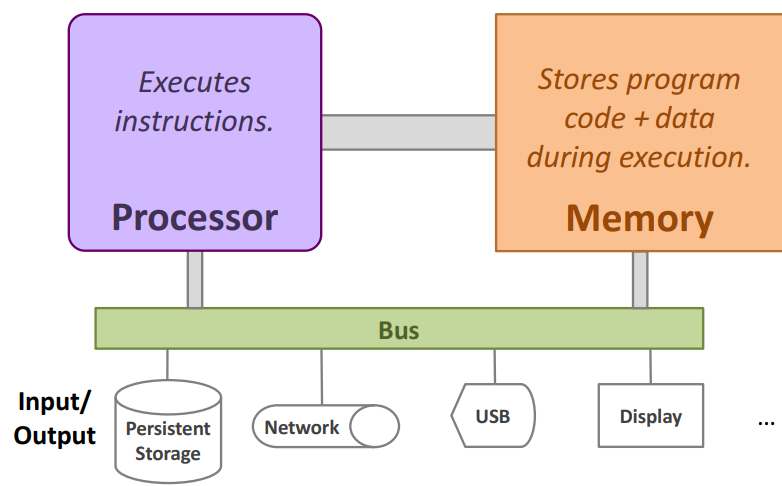 Executes
instructions.
Processor
Stores program
code + data
during execution.
Memory
Bus
Input/
Output
Persistent
Storage
Network
USB
Display
...